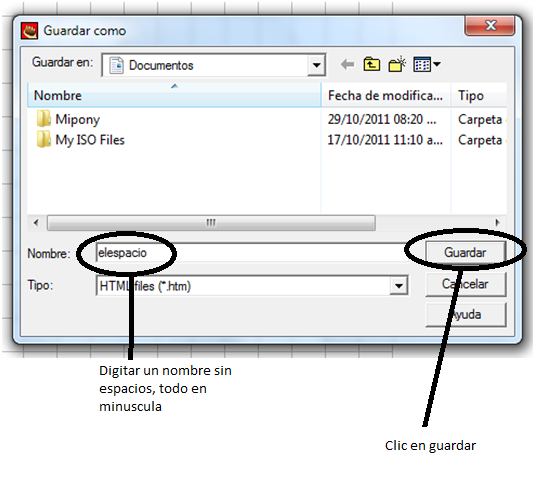 Guardar como
Guardar en: Documentos
Nombre Fecha de modifica... Tipo
Mipony 29/10/2011 08:20 ... Carpeta
My ISO Files 17/10/2011 11:10 a... Carpeta
Nombre: elespacio Guardar
Tipo: HTML files (*.htm) Cancelar
Ayuda
Digitar un nombre sin
espacios, todo en
minuscula
Clic en guardar